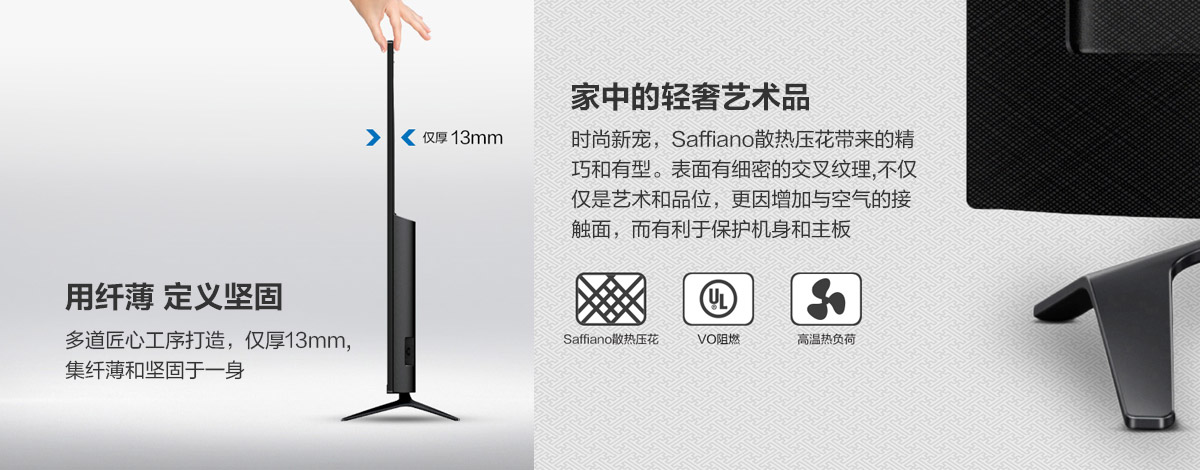 仅厚 13mm
用纤薄 定义坚固
多道匠心工序打造，仅厚13mm,
集纤薄和坚固于一身
家中的轻奢艺术品
时尚新宠，Saffiano散热压花带来的精
巧和有型。表面有细密的交叉纹理,不仅
仅是艺术和品位，更因增加与空气的接
触面，而有利于保护机身和主板
UL
Saffiano散热压花
VO阻燃
高温热负荷